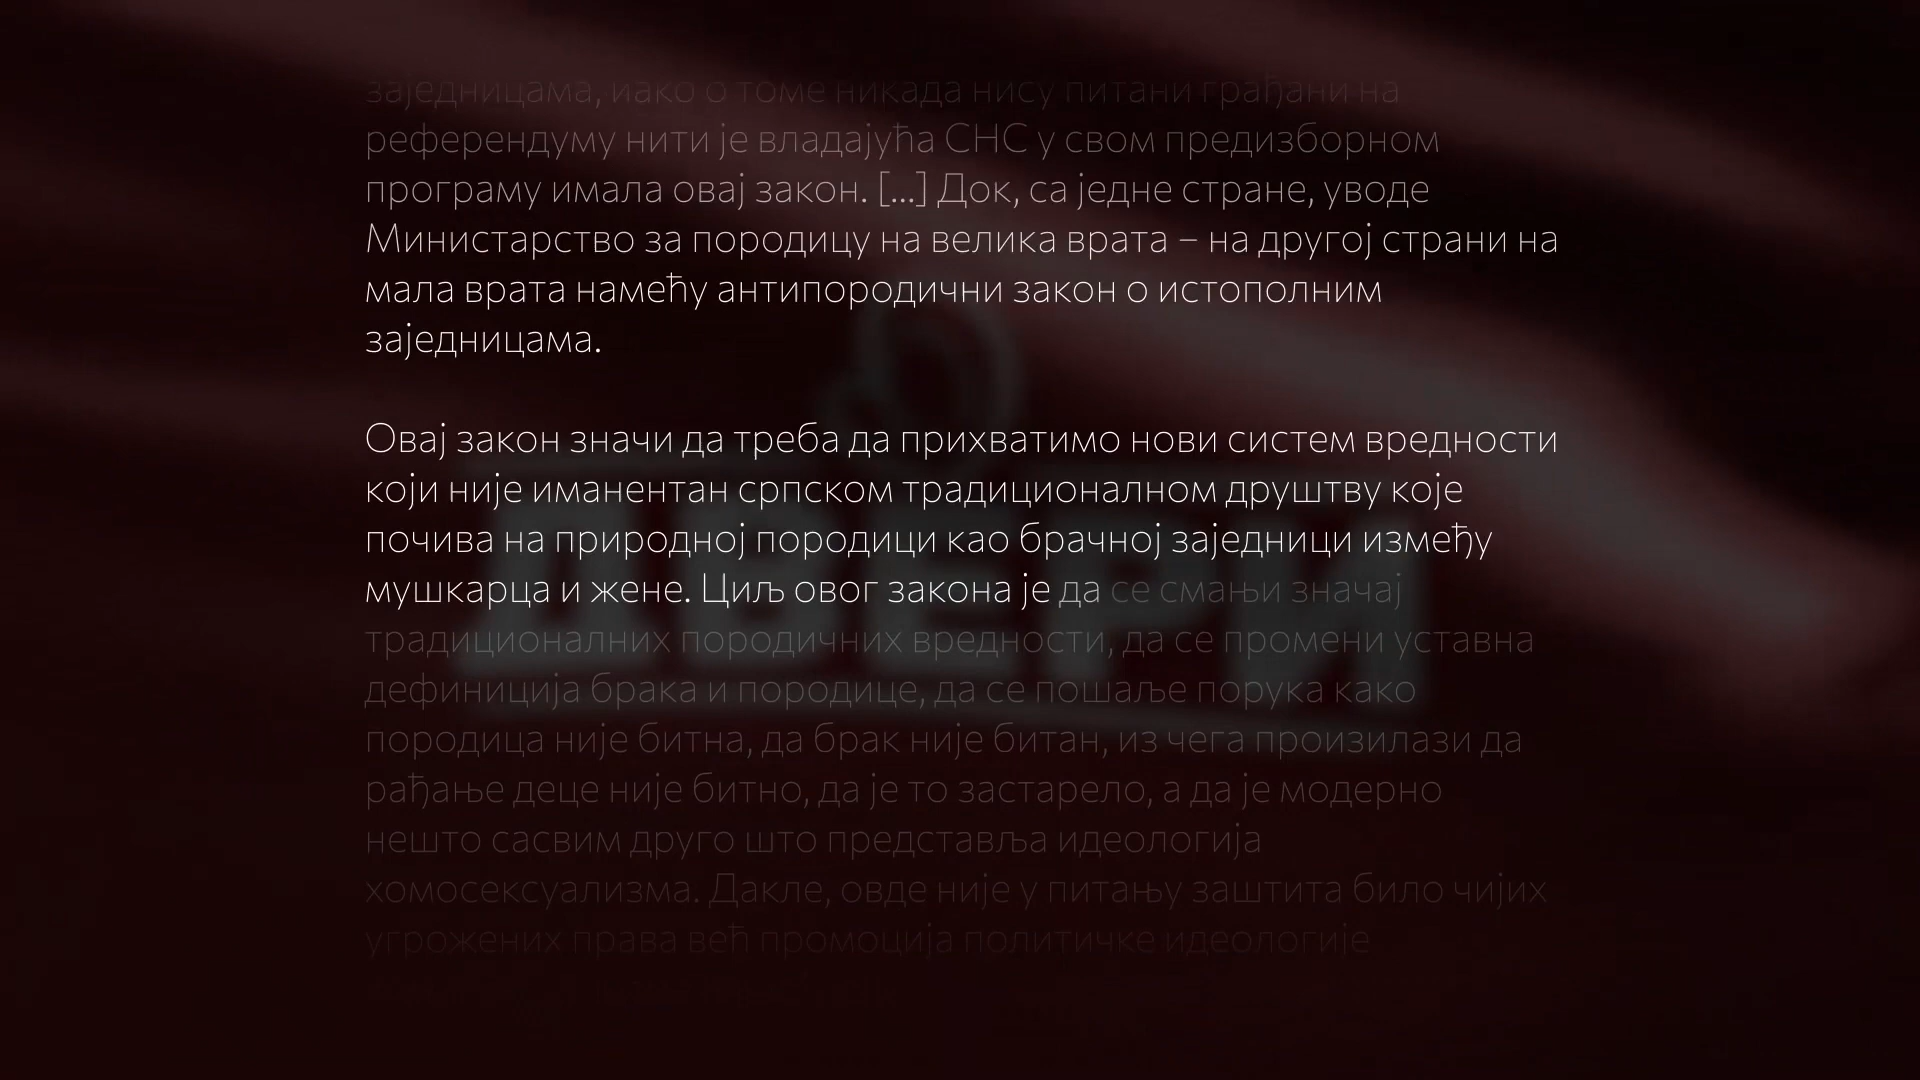 заједницама, иако о томе никада нису питани грађани на
референдуму нити је владајућа СНС у свом предизборном
програму имала овај закон. [...] Док, са једне стране, уводе
Министарство за породицу на велика врата – на другој страни на
мала врата намећу антипородични закон о истополним
заједницама.
Овај закон значи да треба да прихватимо нови систем вредности
који није иманентан српском традиционалном друштву које
почива на природној породици као брачној заједници између
мушкарца и жене. Циљ овог закона је да се смањи значај
традиционалних породичних вредности, да се промени уставна
дефиниција брака и породице, да се пошаље порука како
породица није битна, да брак није битан, из чега произилази да
рађање деце није битно, да је то застарело, а да је модерно
нешто сасвим друго што представља идеологија
хомосексуализма. Дакле, овде није у питању заштита било чијих
угрожених права већ промоција политичке идеологије
ДВЕРИ